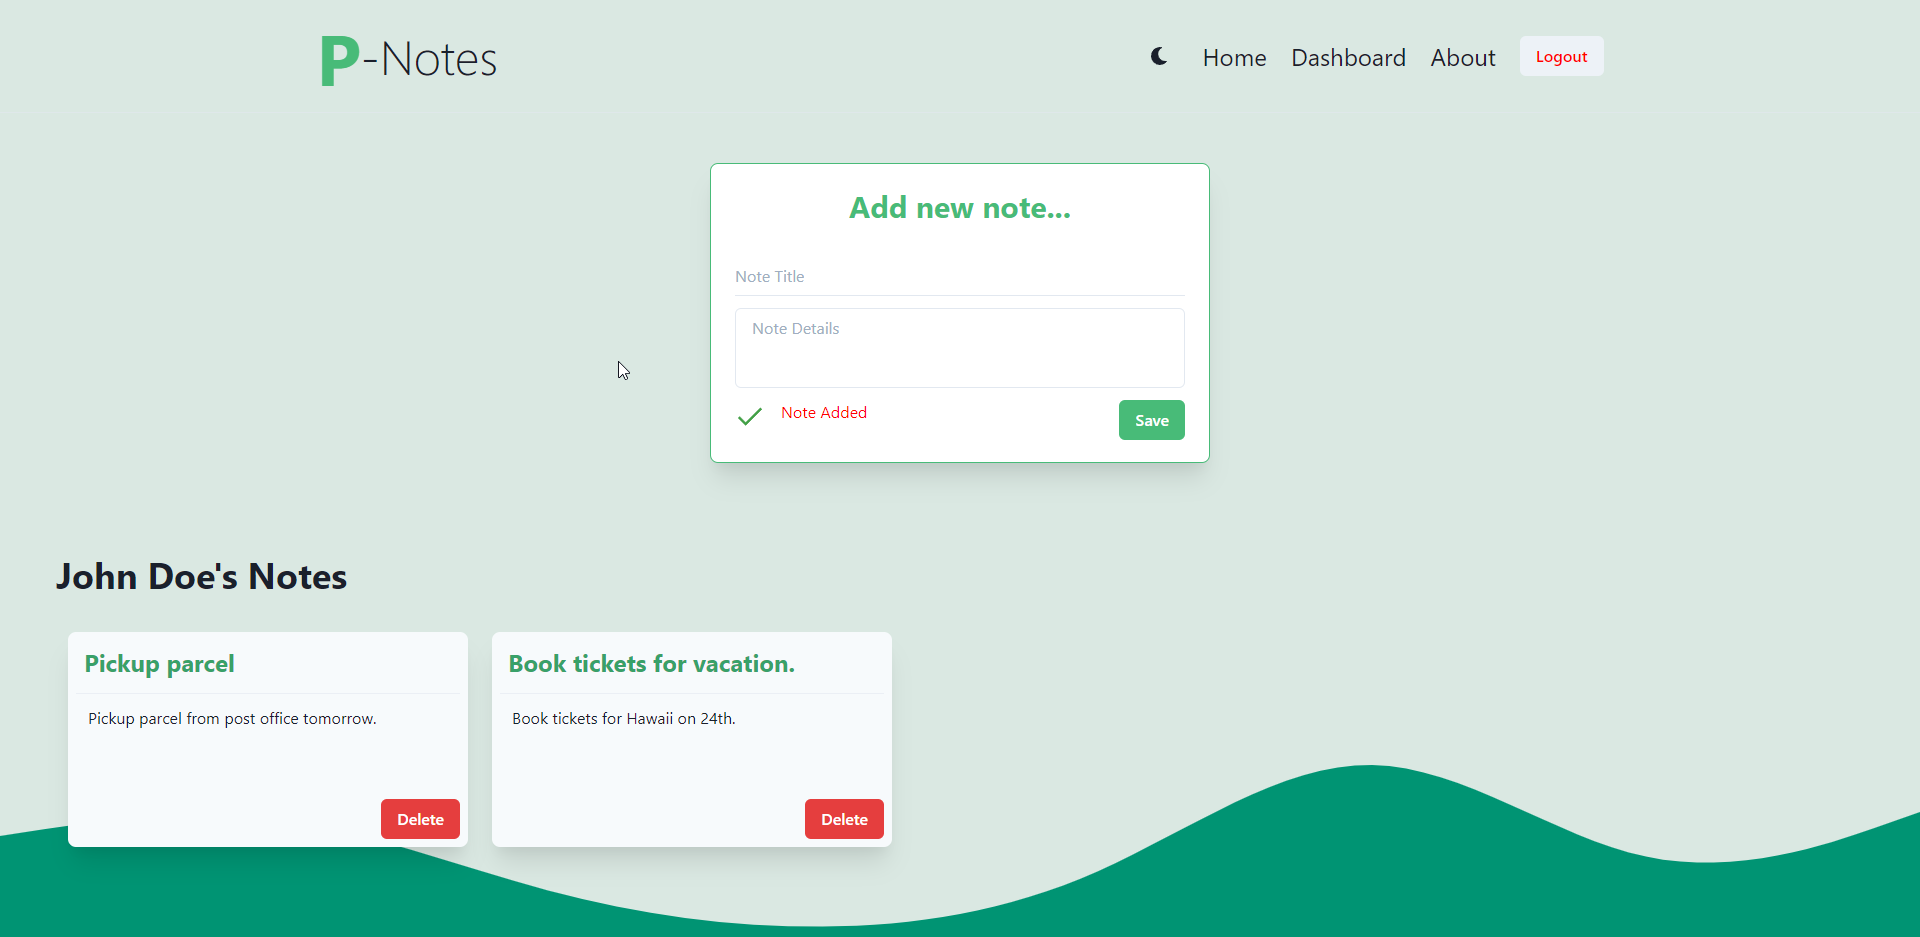 P-Notes
Home Dashboard About Logout
Add new note...
Note Title
Note Details
Note Added
Save
John Doe's Notes
Pickup parcel
Pickup parcel from post office tomorrow.
Delete
Book tickets for vacation.
Book tickets for Hawaii on 24th.
Delete